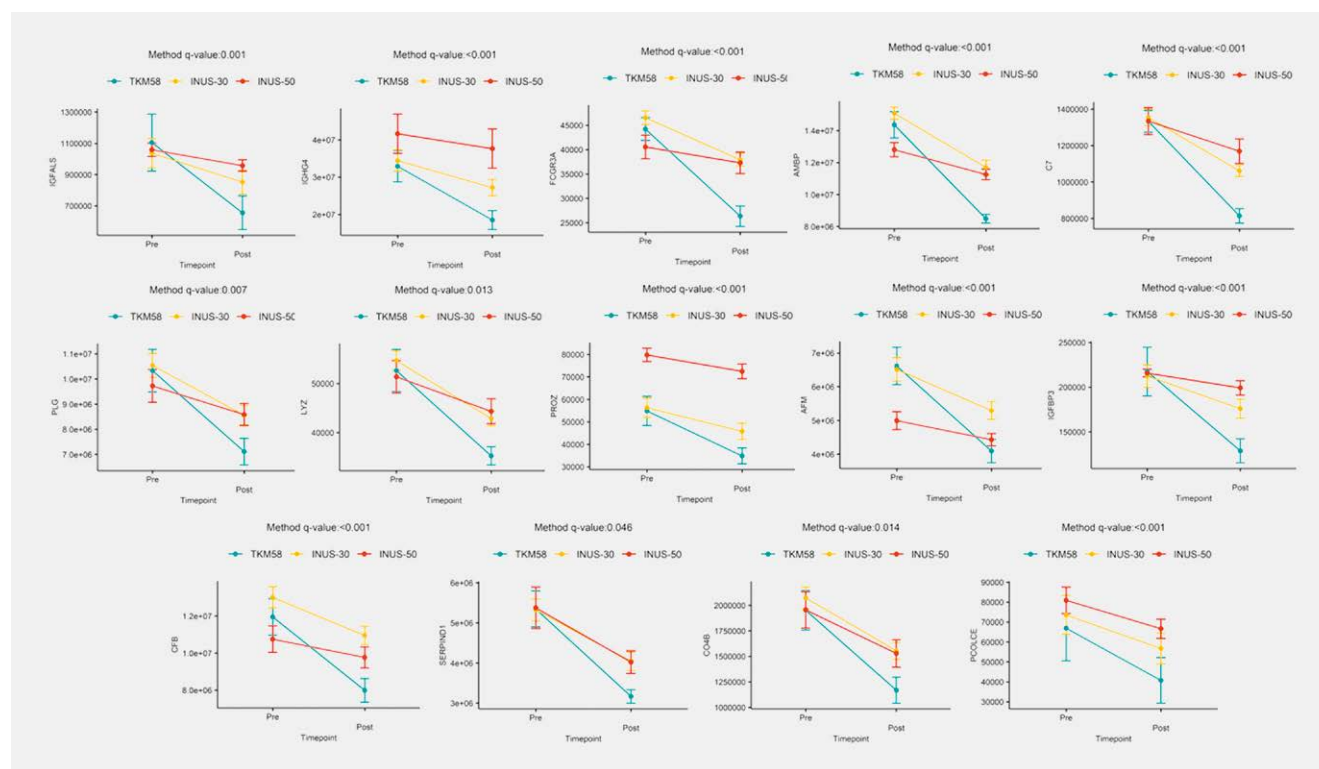 Method q-value:0.001
TKM58 INUS-30 INUS-50
1300000
1100000
900000
700000
IGFALS
Pre
Post
Timepoint
Method q-value:<0.001
TKM58 INUS-30 INUS-50
4e+07
3e+07
2e+07
IGHG4
Pre
Post
Timepoint
Method q-value:<0.001
TKM58 INUS-30 INUS-5(
45000
40000
35000
30000
25000
FCGR3A
Pre
Post
Timepoint
Method q-value:<0.001
TKM58 INUS-30 INUS-50
1.4e+07
1.2e+07
1.0e+07
8.0e+06
AMBP
Pre
Post
Timepoint
Method q-value:<0.001
TKM58 INUS-30 INUS-50
1400000
1200000
1000000
800000
C7
Pre
Post
Timepoint
Method q-value:0.007
TKM58 INUS-30 INUS-5C
1.1e+07
1.0e+07
9.0e+06
8.0e+06
7.0e+06
PLG
Pre
Post
Timepoint
Method q-value:0.013
TKM58 INUS-30 INUS-50
50000
40000
LYZ
Pre
Post
Timepoint
Method q-value:<0.001
TKM58 INUS-30 INUS-50
80000
70000
60000
50000
40000
30000
PROZ
Pre
Post
Timepoint
Method q-value:<0.001
TKM58 INUS-30 INUS-50
7e+06
6e+06
5e+06
4e+06
AFM
Pre
Post
Timepoint
Method q-value:<0.001
TKM58 INUS-30 INUS-50
250000
200000
150000
IGFBP3
Pre
Post
Timepoint
Method q-value:<0.001
TKM58 INUS-30 INUS-50
1.2e+07
1.0e+07
8.0e+06
CFB
Pre
Post
Timepoint
Method q-value:0.046
TKM58 INUS-30 INUS-50
6e+06
5e+06
4e+06
3e+06
SERPIND1
Pre
Post
Timepoint
Method q-value:0.014
TKM58 INUS-30 INUS-50
2000000
1750000
1500000
1250000
1000000
CO4B
Pre
Post
Timepoint
Method q-value:<0.001
TKM58 INUS-30 INUS-50
90000
80000
70000
60000
50000
40000
30000
PCOLCE
Pre
Post
Timepoint